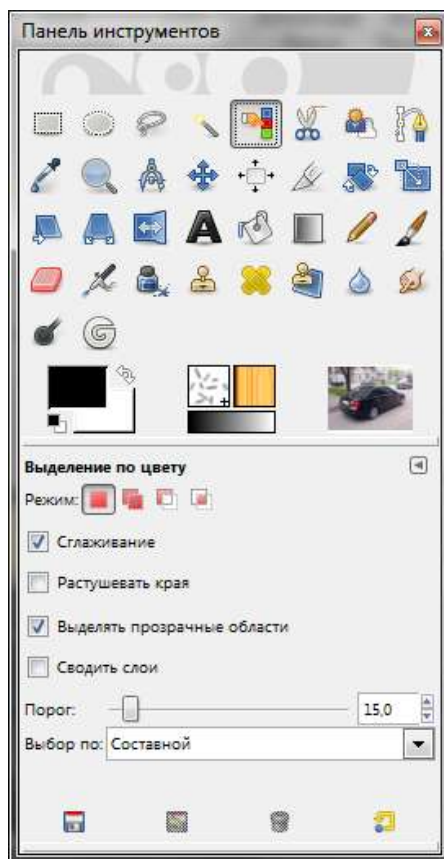 Панель инструментов
Выделение по цвету
Режим:
Сглаживание
Растушевать края
Выделять прозрачные области
Сводить слои
Порог: 15,0
Выбор по: Составной